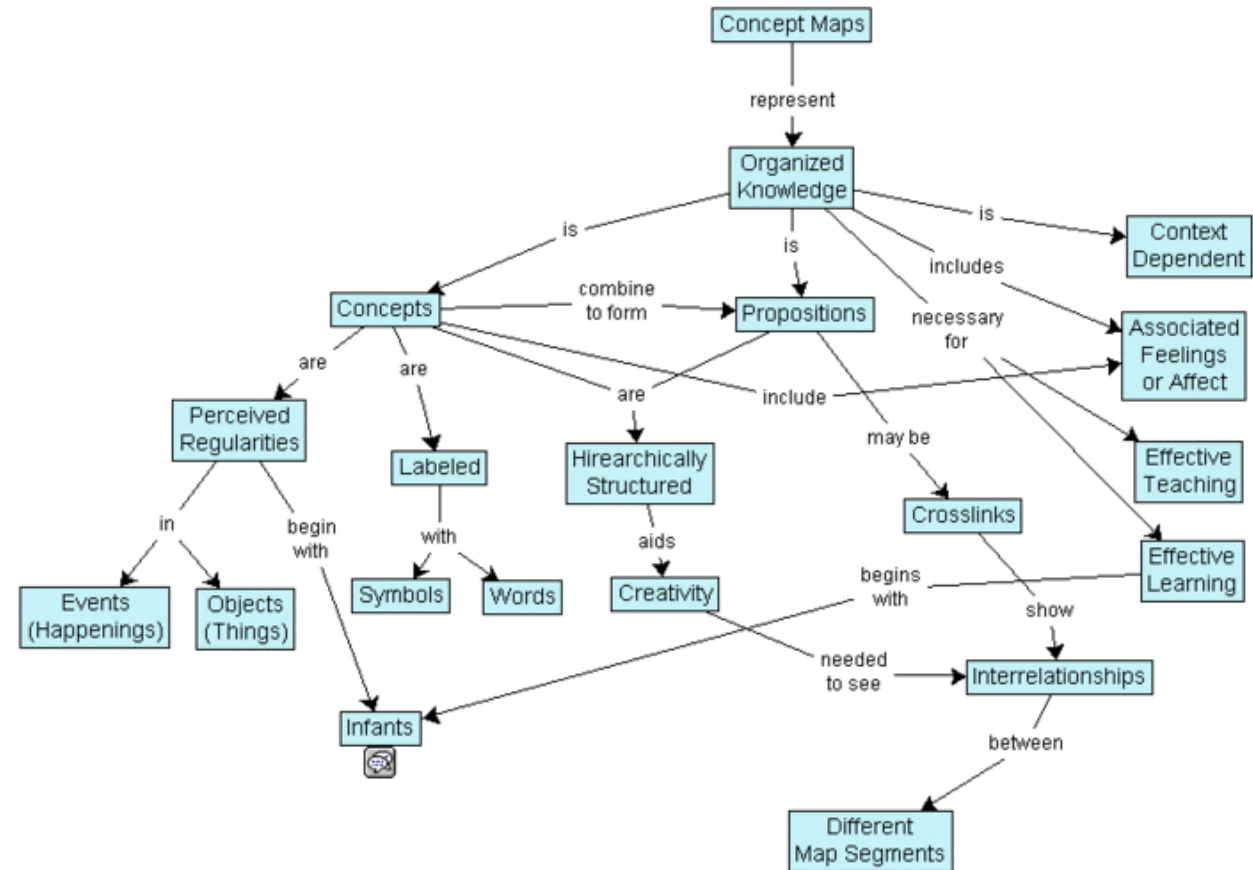 Concept Maps
represent
Organized
Knowledge
is
is
is
Context
Dependent
includes
combine
to form
Concepts
Propositions
necessary
for
Associated
Feelings
or Affect
are
are
are
include
Perceived
Regularities
may be
Labeled
Hirearchically
Structured
Effective
Teaching
Crosslinks
in
begin
with
with
aids
Effective
Learning
begins
with
Events
(Happenings)
Objects
(Things)
Symbols
Words
Creativity
show
needed
to see
Interrelationships
Infants
between
Different
Map Segments